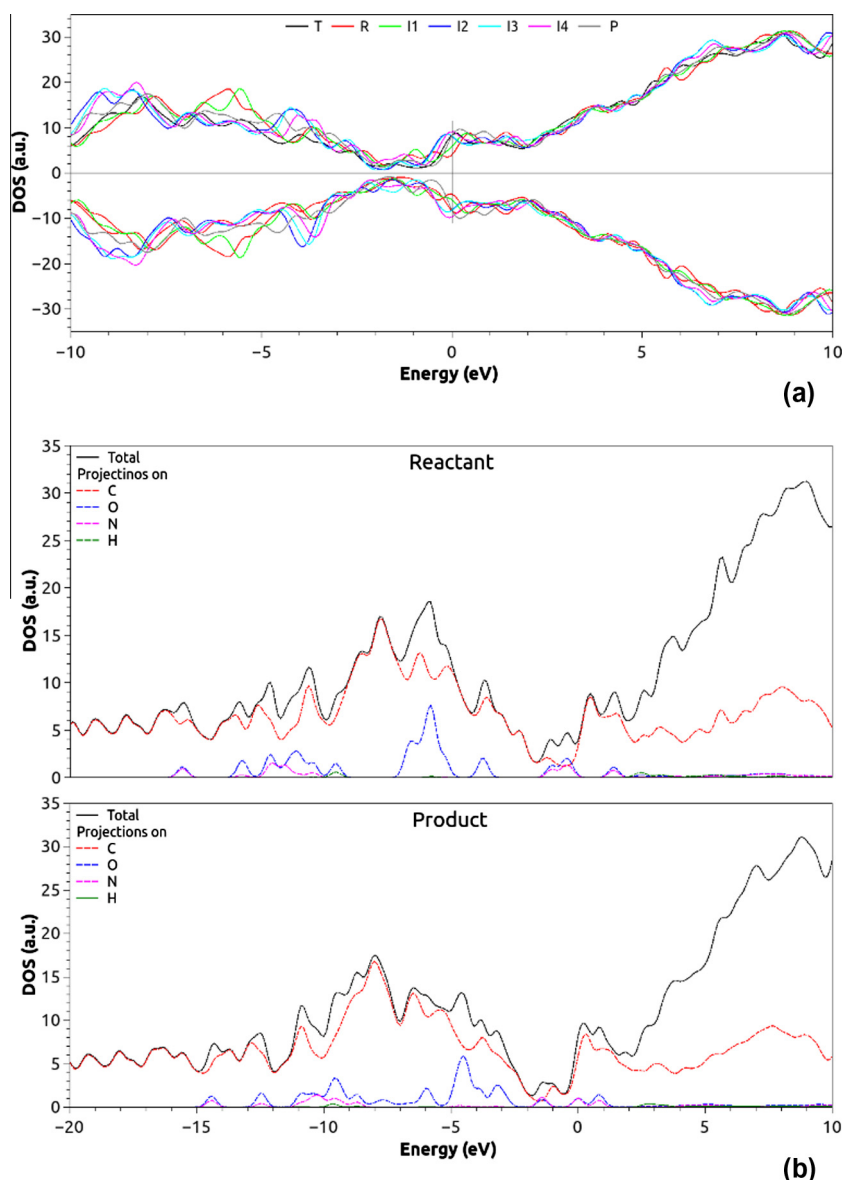 T R I1 I2 I3 I4 P
30
20
10
0
−10
−20
−30
DOS (a.u.)
−10 −5 0 5 10
Energy (eV)
(a)
Reactant
Total
Projectinos on
C
O
N
H
35
30
25
20
15
10
5
0
DOS (a.u.)
Product
Total
Projections on
C
O
N
H
35
30
25
20
15
10
5
0
DOS (a.u.)
−20 −15 −10 −5 0 5 10
Energy (eV)
(b)